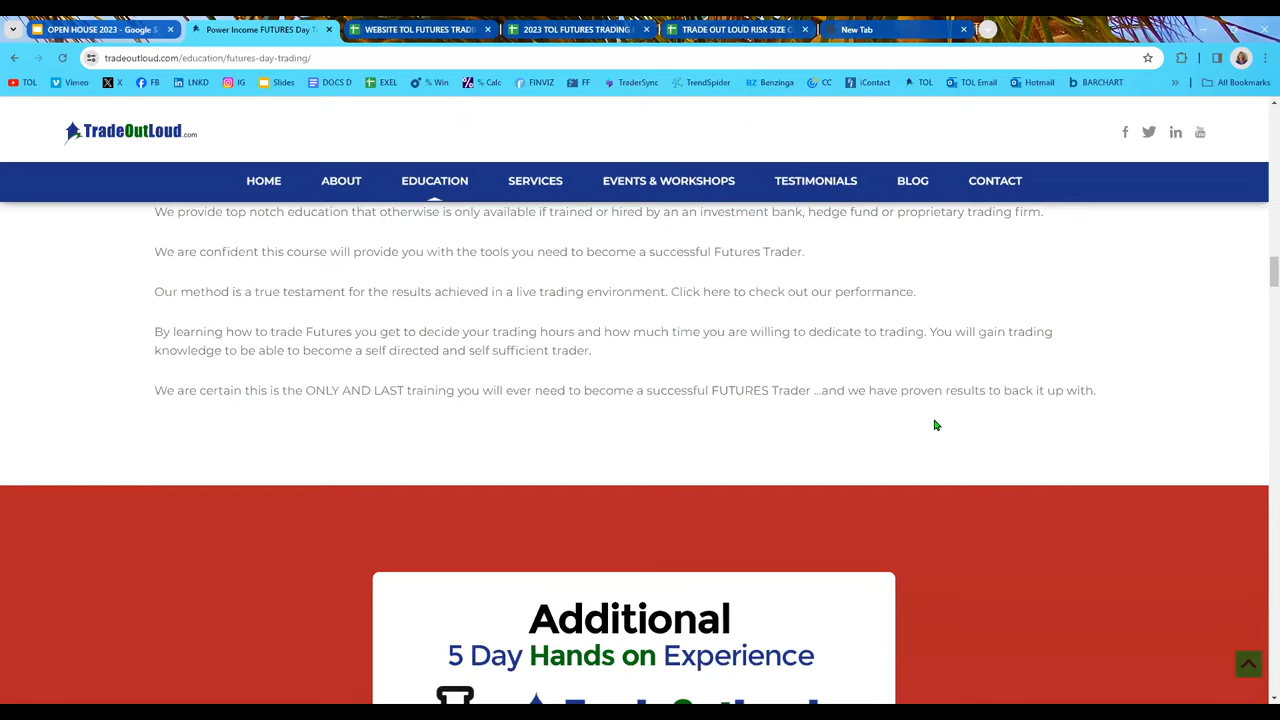 OPEN HOUSE 2023 - Google S
Power Income FUTURES Day T
WEBSITE TOL FUTURES TRADI
2023 TOL FUTURES TRADING
TRADE OUT LOUD RISK SIZE C
New Tab
tradeoutloud.com/education/futures-day-trading/
TOL
Vimeo
X
FB
LNKD
IG
Slides
DOCS D
EXEL
% Win
% Calc
FINVIZ
FF
TraderSync
TrendSpider
BZ Benzinga
CC
iContact
TOL
TOL Email
Hotmail
BARCHART
All Bookmarks
TradeOutLoud.com
HOME
ABOUT
EDUCATION
SERVICES
EVENTS & WORKSHOPS
TESTIMONIALS
BLOG
CONTACT
We provide top notch education that otherwise is only available if trained or hired by an an investment bank, hedge fund or proprietary trading firm.
We are confident this course will provide you with the tools you need to become a successful Futures Trader.
Our method is a true testament for the results achieved in a live trading environment. Click here to check out our performance.
By learning how to trade Futures you get to decide your trading hours and how much time you are willing to dedicate to trading. You will gain trading
knowledge to be able to become a self directed and self sufficient trader.
We are certain this is the ONLY AND LAST training you will ever need to become a successful FUTURES Trader ...and we have proven results to back it up with.
Additional
5 Day Hands on Experience